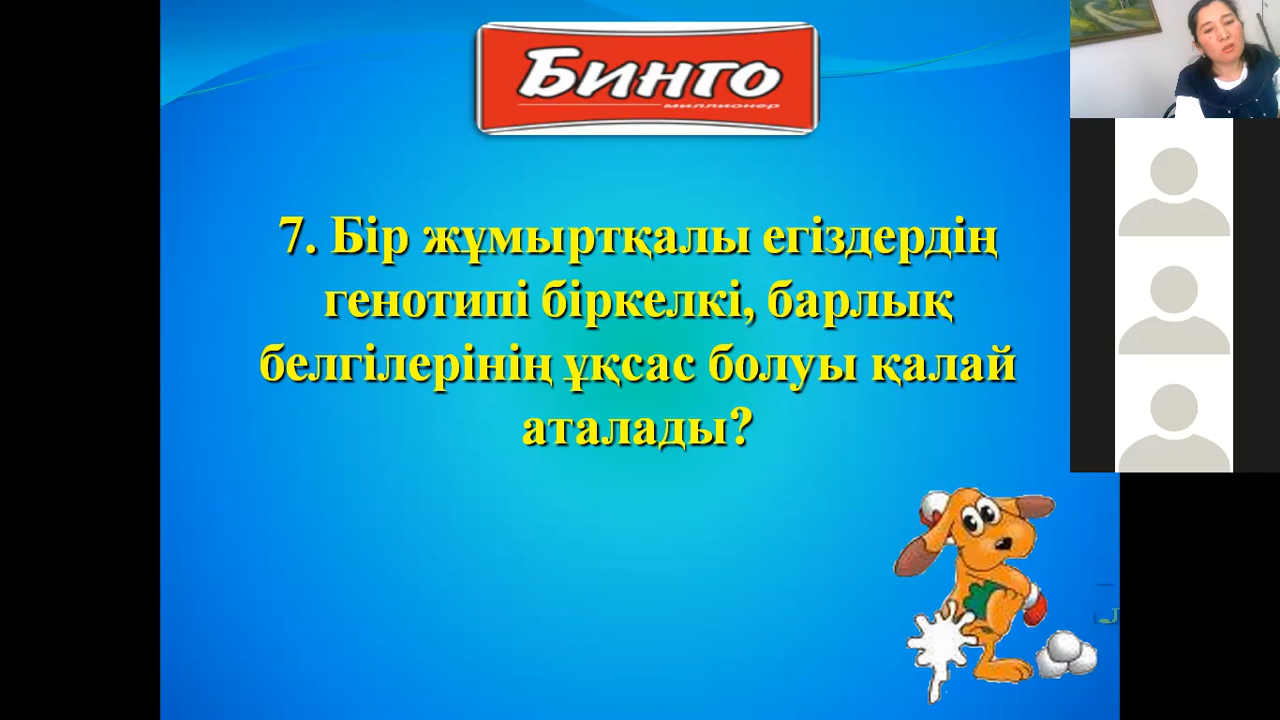 Бинго
миллионер
7. Бір жұмыртқалы егіздердің
генотипі біркелкі, барлық
белгілерінің ұқсас болуы қалай
аталады?